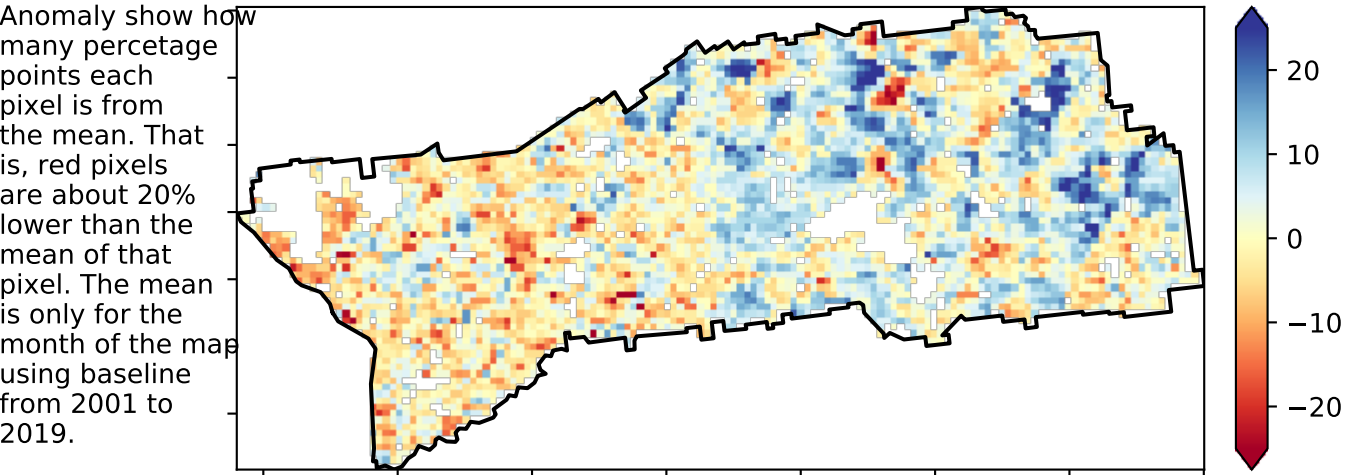 Anomaly show how
many percetage
points each
pixel is from
the mean. That
is, red pixels
are about 20%
lower than the
mean of that
pixel. The mean
is only for the
month of the map
using baseline
from 2001 to
2019.
20
10
0
−10
−20